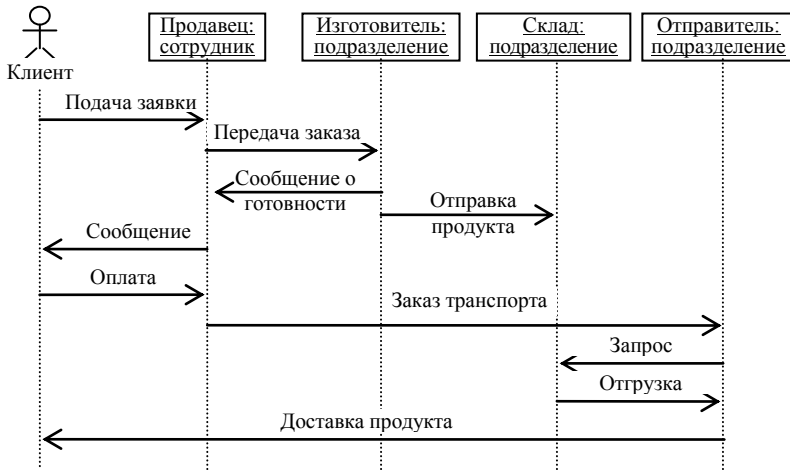 Продавец:
сотрудник
Изготовитель:
подразделение
Склад:
подразделение
Отправитель:
подразделение
Клиент
Подача заявки
Передача заказа
Сообщение о
готовности
Отправка
продукта
Сообщение
Оплата
Заказ транспорта
Запрос
Отгрузка
Доставка продукта